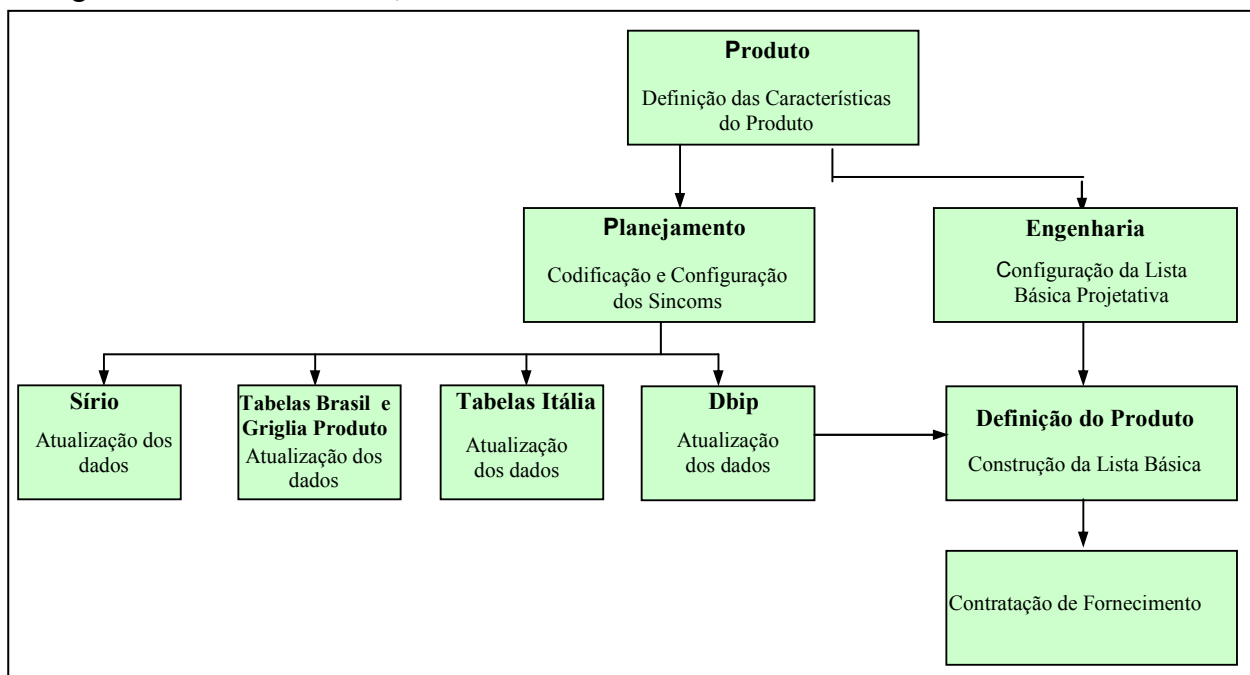 Produto
Definição das Características
do Produto
Planejamento
Codificação e Configuração
dos Sincoms
Engenharia
Configuração da Lista
Básica Projetativa
Sírio
Atualização dos
dados
Tabelas Brasil e
Griglia Produto
Atualização dos
dados
Tabelas Itália
Atualização
dos dados
Dbip
Atualização
dos dados
Definição do Produto
Construção da Lista Básica
Contratação de Fornecimento